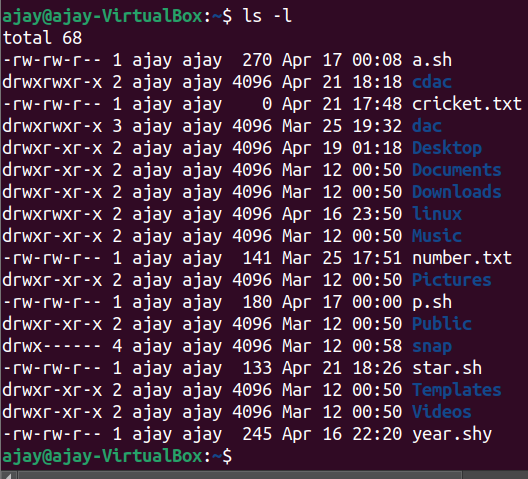 ajay@ajay-VirtualBox:~$ ls -l
total 68
-rw-rw-r-- 1 ajay ajay  270 Apr 17 00:08 a.sh
drwxrwxr-x 2 ajay ajay 4096 Apr 21 18:18 cdac
-rw-rw-r-- 1 ajay ajay    0 Apr 21 17:48 cricket.txt
drwxrwxr-x 3 ajay ajay 4096 Mar 25 19:32 dac
drwxr-xr-x 2 ajay ajay 4096 Apr 19 01:18 Desktop
drwxr-xr-x 2 ajay ajay 4096 Mar 12 00:50 Documents
drwxr-xr-x 2 ajay ajay 4096 Mar 12 00:50 Downloads
drwxrwxr-x 2 ajay ajay 4096 Apr 16 23:50 linux
drwxr-xr-x 2 ajay ajay 4096 Mar 12 00:50 Music
-rw-rw-r-- 1 ajay ajay  141 Mar 25 17:51 number.txt
drwxr-xr-x 2 ajay ajay 4096 Mar 12 00:50 Pictures
-rw-rw-r-- 1 ajay ajay  180 Apr 17 00:00 p.sh
drwxr-xr-x 2 ajay ajay 4096 Mar 12 00:50 Public
drwx------ 4 ajay ajay 4096 Mar 12 00:58 snap
-rw-rw-r-- 1 ajay ajay  133 Apr 21 18:26 star.sh
drwxr-xr-x 2 ajay ajay 4096 Mar 12 00:50 Templates
drwxr-xr-x 2 ajay ajay 4096 Mar 12 00:50 Videos
-rw-rw-r-- 1 ajay ajay  245 Apr 16 22:20 year.shy
ajay@ajay-VirtualBox:~$